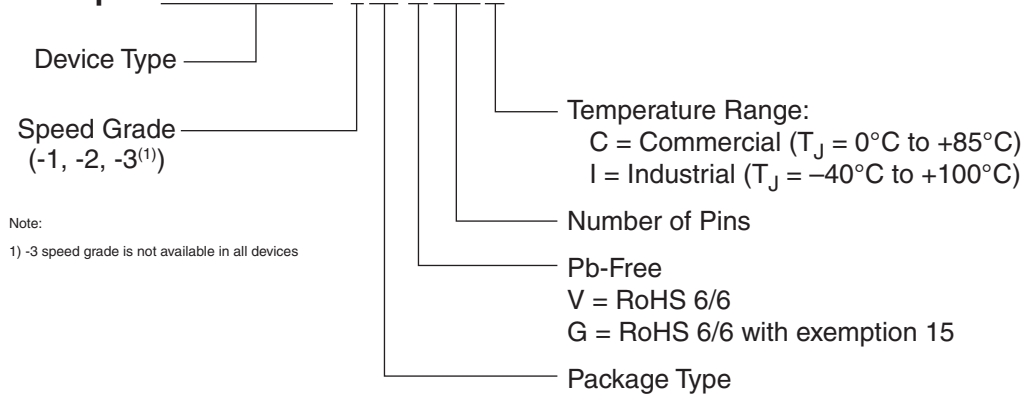 Device Type
Speed Grade
(-1, -2, -3(1))
Note:
1) -3 speed grade is not available in all devices
Temperature Range:
C = Commercial (TJ = 0°C to +85°C)
I = Industrial (TJ = –40°C to +100°C)
Number of Pins
Pb-Free
V = RoHS 6/6
G = RoHS 6/6 with exemption 15
Package Type